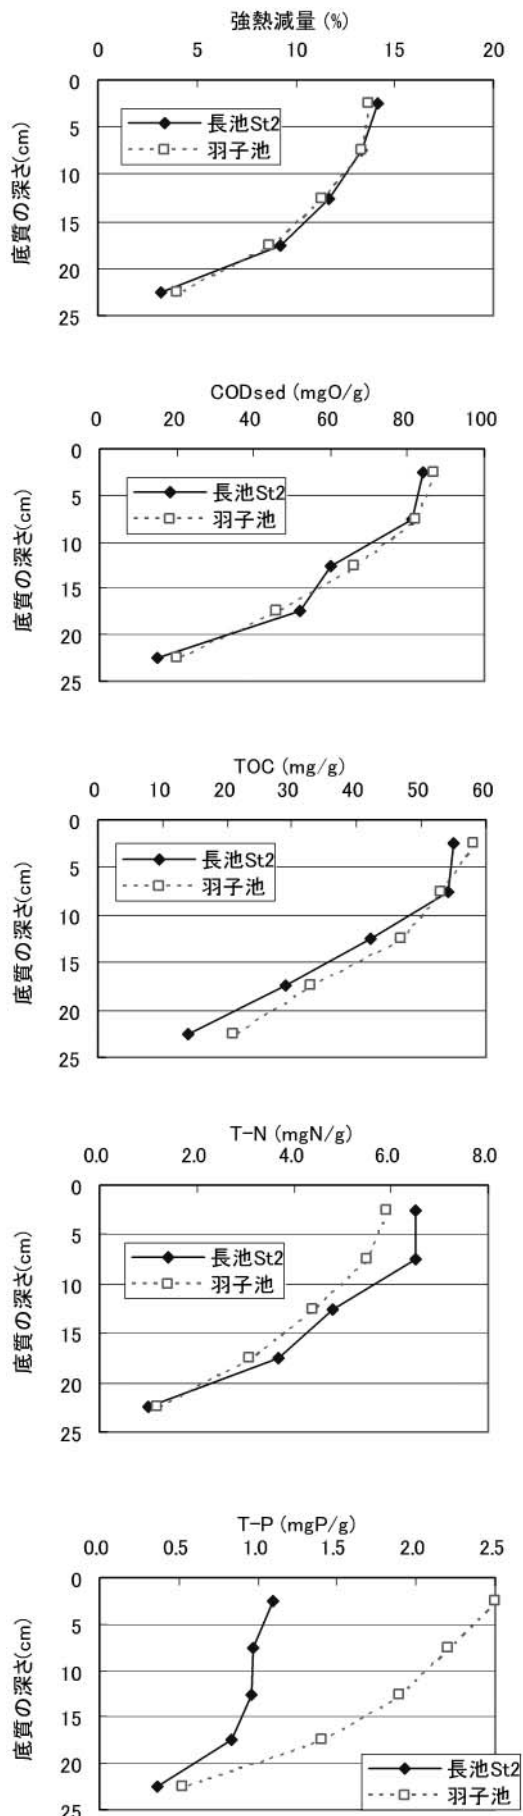 強熱減量 (%)
0 5 10 15 20
0
5
10
15
20
25
底質の深さ(cm)
長池St2
羽子池
CODsed (mgO/g)
0 20 40 60 80 100
0
5
10
15
20
25
底質の深さ(cm)
長池St2
羽子池
TOC (mg/g)
0 10 20 30 40 50 60
0
5
10
15
20
25
底質の深さ(cm)
長池St2
羽子池
T-N (mgN/g)
0.0 2.0 4.0 6.0 8.0
0
5
10
15
20
25
底質の深さ(cm)
長池St2
羽子池
T-P (mgP/g)
0.0 0.5 1.0 1.5 2.0 2.5
0
5
10
15
20
25
底質の深さ(cm)
長池St2
羽子池